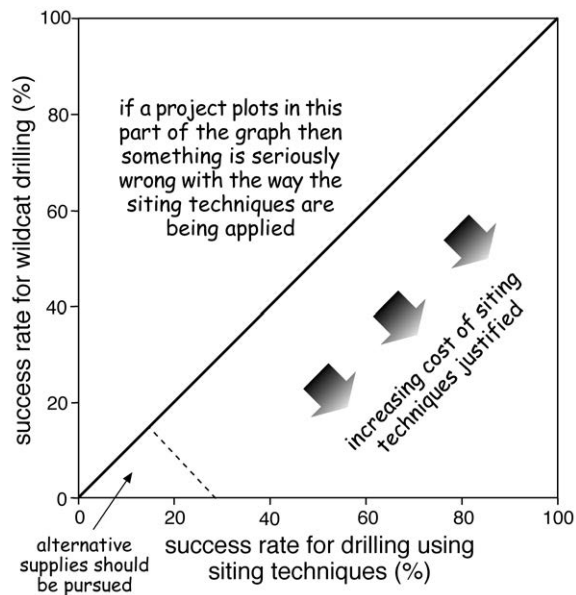 success rate for wildcat drilling (%)
100
80
60
40
20
0
if a project plots in this
part of the graph then
something is seriously
wrong with the way the
siting techniques are
being applied
increasing cost of siting
techniques justified
0 20 40 60 80 100
alternative
supplies should
be pursued
success rate for drilling using
siting techniques (%)